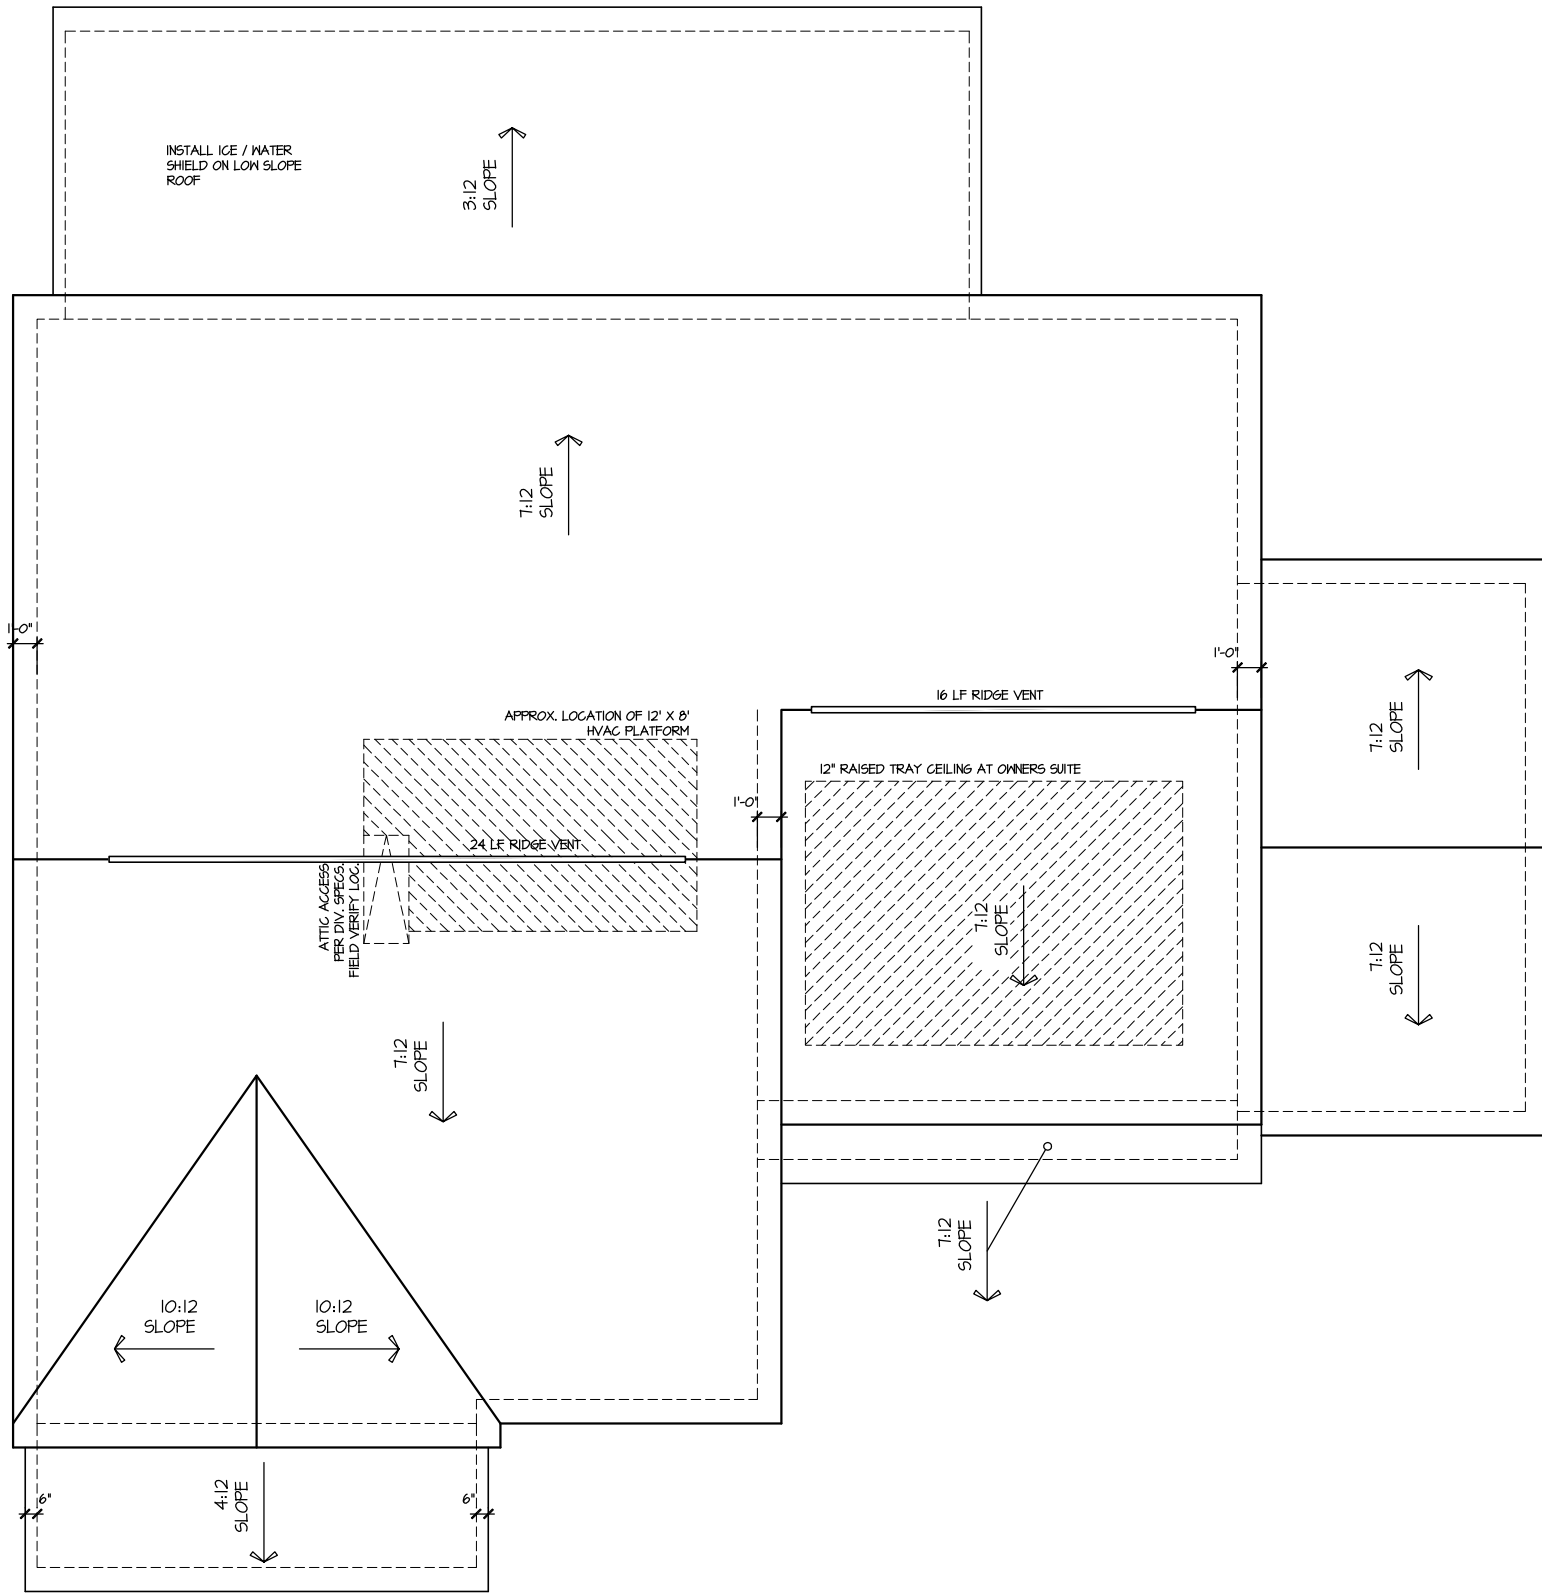 INSTALL ICE / WATER
SHIELD ON LOW SLOPE
ROOF
3:12
SLOPE
7:12
SLOPE
1'-0"
1'-0"
16 LF RIDGE VENT
APPROX. LOCATION OF 12' X 8'
HVAC PLATFORM
7:12
SLOPE
12" RAISED TRAY CEILING AT OWNERS SUITE
1'-0"
24 LF RIDGE VENT
ATTIC ACCESS
PER DIV. SPECS.
FIELD VERIFY LOC.
7:12
SLOPE
7:12
SLOPE
7:12
SLOPE
7:12
SLOPE
10:12
SLOPE
10:12
SLOPE
4:12
SLOPE
6"
6"